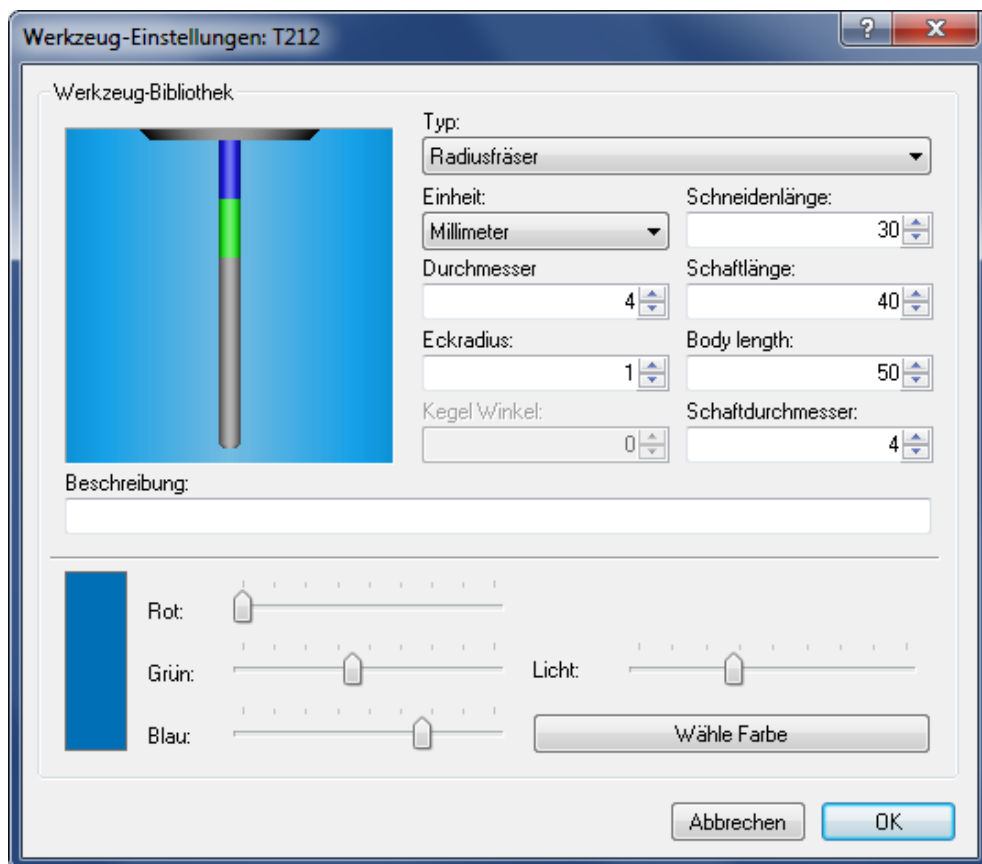 Werkzeug-Einstellungen: T212
?
Werkzeug-Bibliothek
Typ:
Radiusfräser
Einheit:
Schneidenlänge:
Millimeter
30
Durchmesser
Schaftlänge:
4
40
Eckradius:
Body length:
1
50
Kegel Winkel:
Schaftdurchmesser:
0
4
Beschreibung:
Rot:
Grün:
Licht:
Blau:
Wähle Farbe
Abbrechen
OK